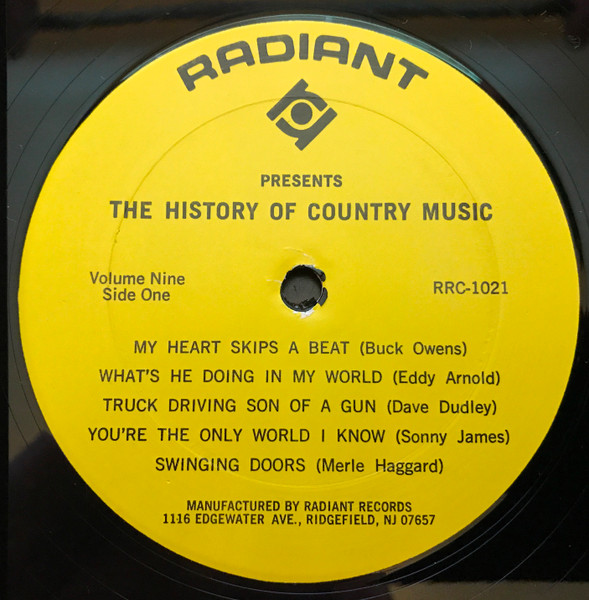 RADIANT
PRESENTS
THE HISTORY OF COUNTRY MUSIC
Volume Nine
Side One
RRC-1021
MY HEART SKIPS A BEAT (Buck Owens)
WHAT'S HE DOING IN MY WORLD (Eddy Arnold)
TRUCK DRIVING SON OF A GUN (Dave Dudley)
YOU'RE THE ONLY WORLD I KNOW (Sonny James)
SWINGING DOORS (Merle Haggard)
MANUFACTURED BY RADIANT RECORDS
11-16 EDGEWATER AVE., RIDGEFIELD, NJ 07657